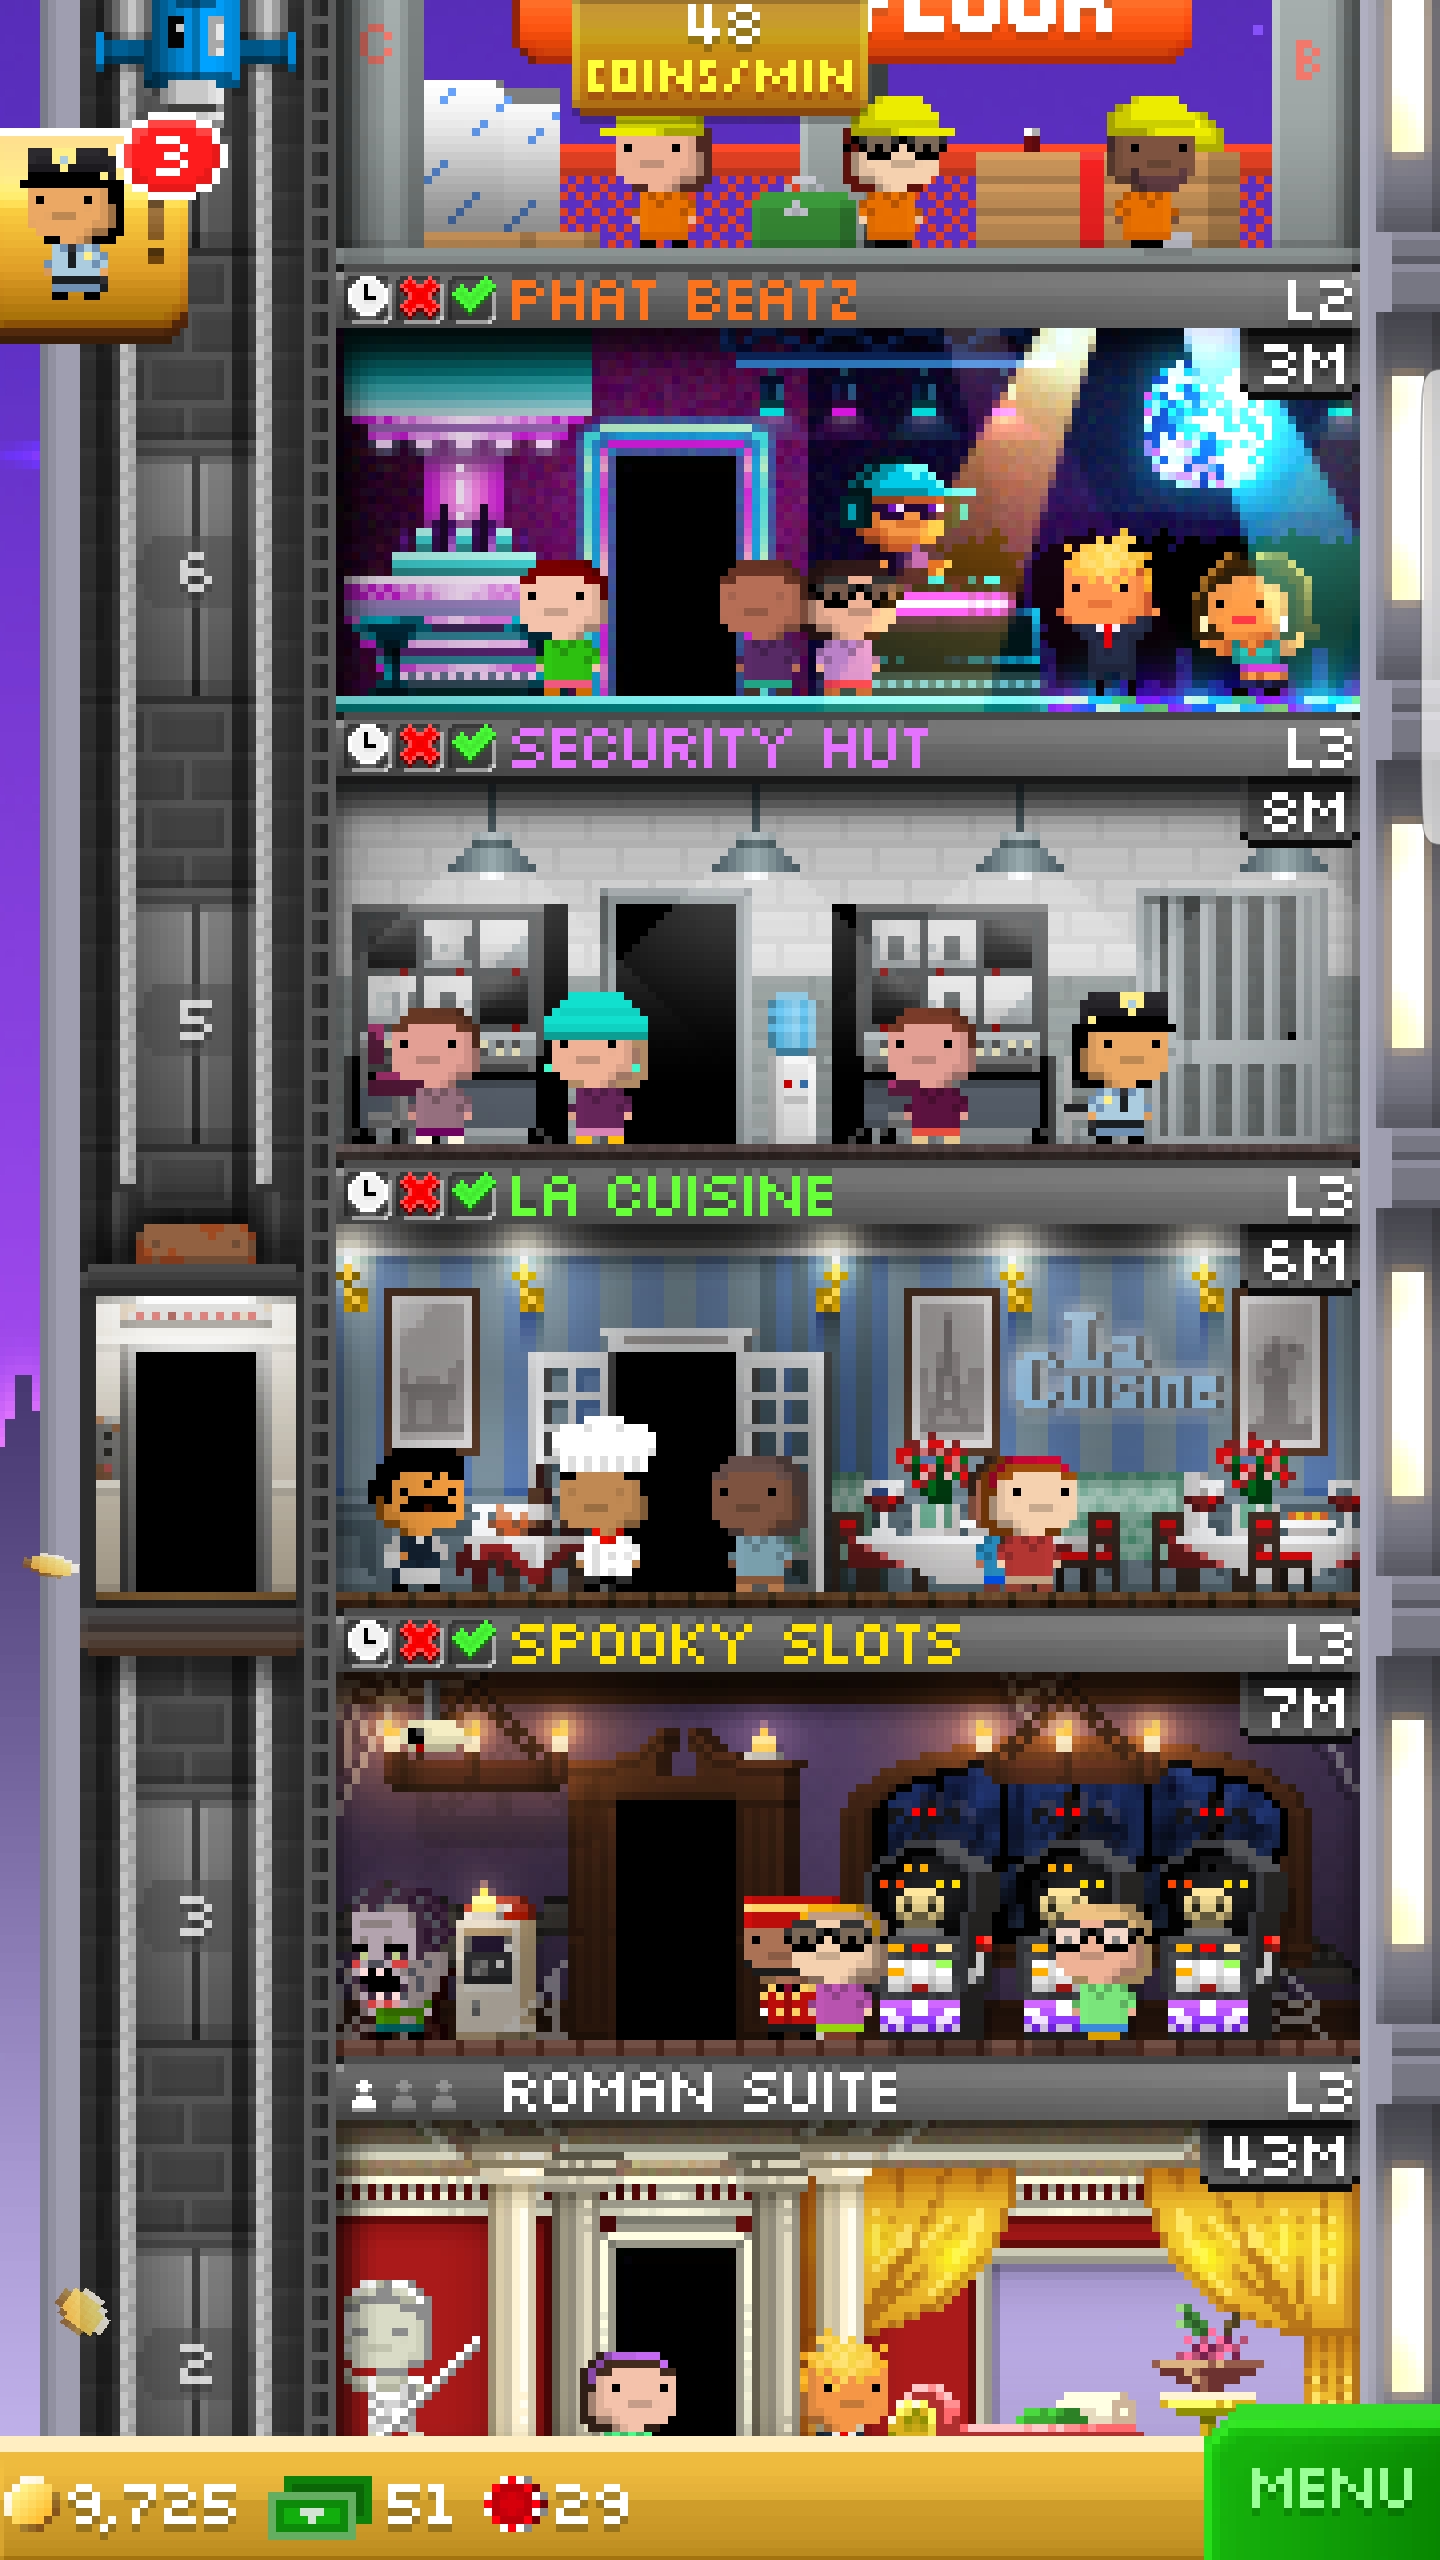 48
COINS/MIN
FLOOR
C
B
3
PHAT BEATZ
L2
3M
6
SECURITY HUT
L3
8M
5
LA CUISINE
L3
6M
La
Cuisine
SPOOKY SLOTS
L3
7M
3
ROMAN SUITE
L3
43M
2
9,725
51
29
MENU